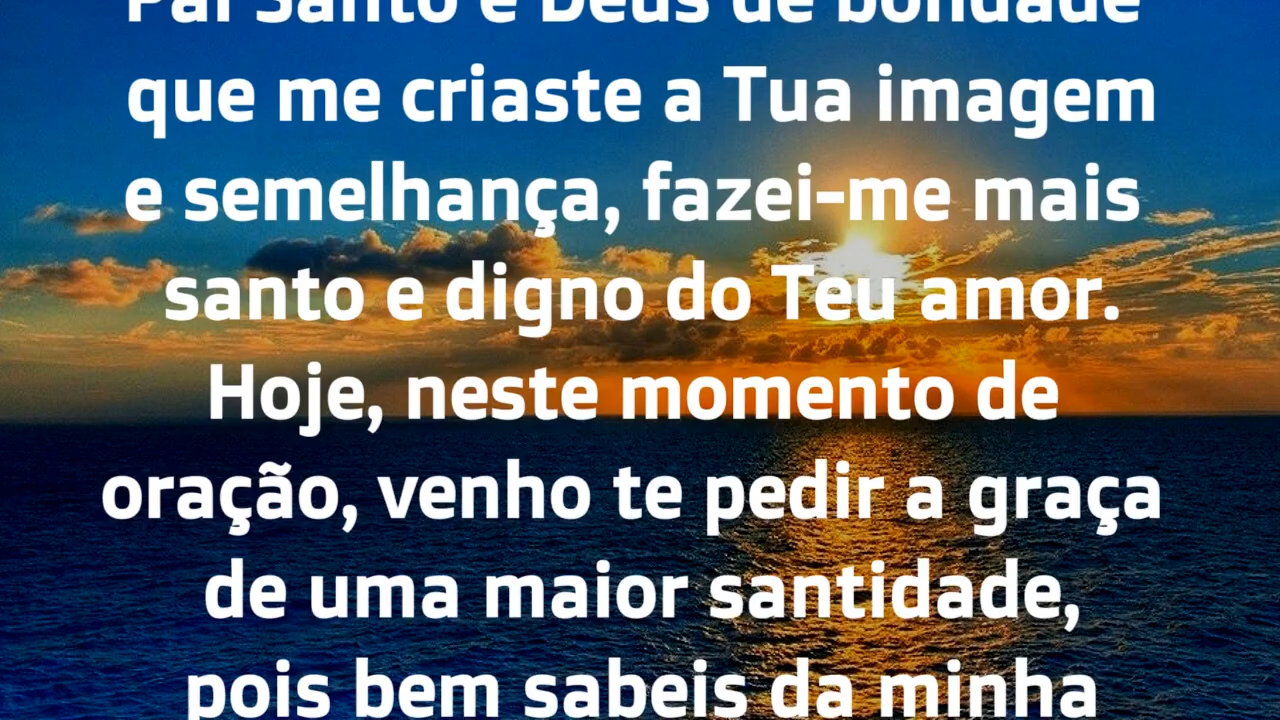 Pai Santo e Deus de bondade
que me criaste a Tua imagem
e semelhança, fazei-me mais
santo e digno do Teu amor.
Hoje, neste momento de
oração, venho te pedir a graça
de uma maior santidade,
pois bem sabeis da minha